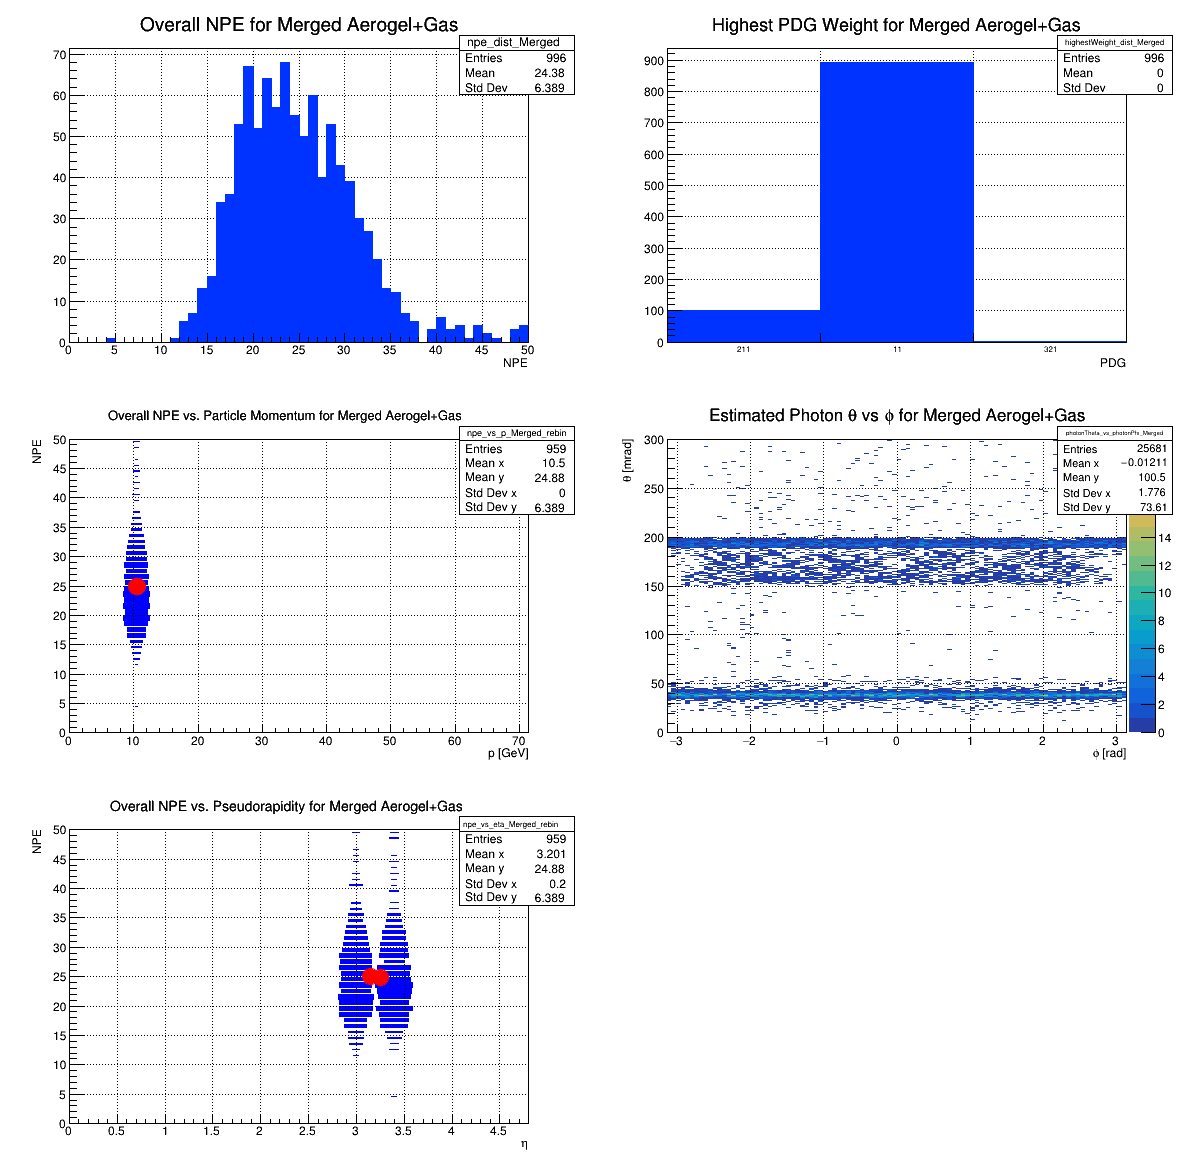 Overall NPE for Merged Aerogel+Gas
npe_dist_Merged
Entries 996
Mean 24.38
Std Dev 6.389
70
60
50
40
30
20
10
0
0 5 10 15 20 25 30 35 40 45 50
NPE
Highest PDG Weight for Merged Aerogel+Gas
highestWeight_dist_Merged
Entries 996
Mean 0
Std Dev 0
900
800
700
600
500
400
300
200
100
0
211 11 321
PDG
Overall NPE vs. Particle Momentum for Merged Aerogel+Gas
npe_vs_p_Merged_rebin
Entries 959
Mean x 10.5
Mean y 24.88
Std Dev x 0
Std Dev y 6.389
NPE
50
45
40
35
30
25
20
15
10
5
0
0 10 20 30 40 50 60 70
p [GeV]
Estimated Photon θ vs ϕ for Merged Aerogel+Gas
photonTheta_vs_photonPhi_Merged
Entries 25681
Mean x −0.01211
Mean y 100.5
Std Dev x 1.776
Std Dev y 73.61
θ [mrad]
300
250
200
150
100
50
0
−3 −2 −1 0 1 2 3
ϕ [rad]
14
12
10
8
6
4
2
0
Overall NPE vs. Pseudorapidity for Merged Aerogel+Gas
npe_vs_eta_Merged_rebin
Entries 959
Mean x 3.201
Mean y 24.88
Std Dev x 0.2
Std Dev y 6.389
NPE
50
45
40
35
30
25
20
15
10
5
0
0 0.5 1 1.5 2 2.5 3 3.5 4 4.5
η